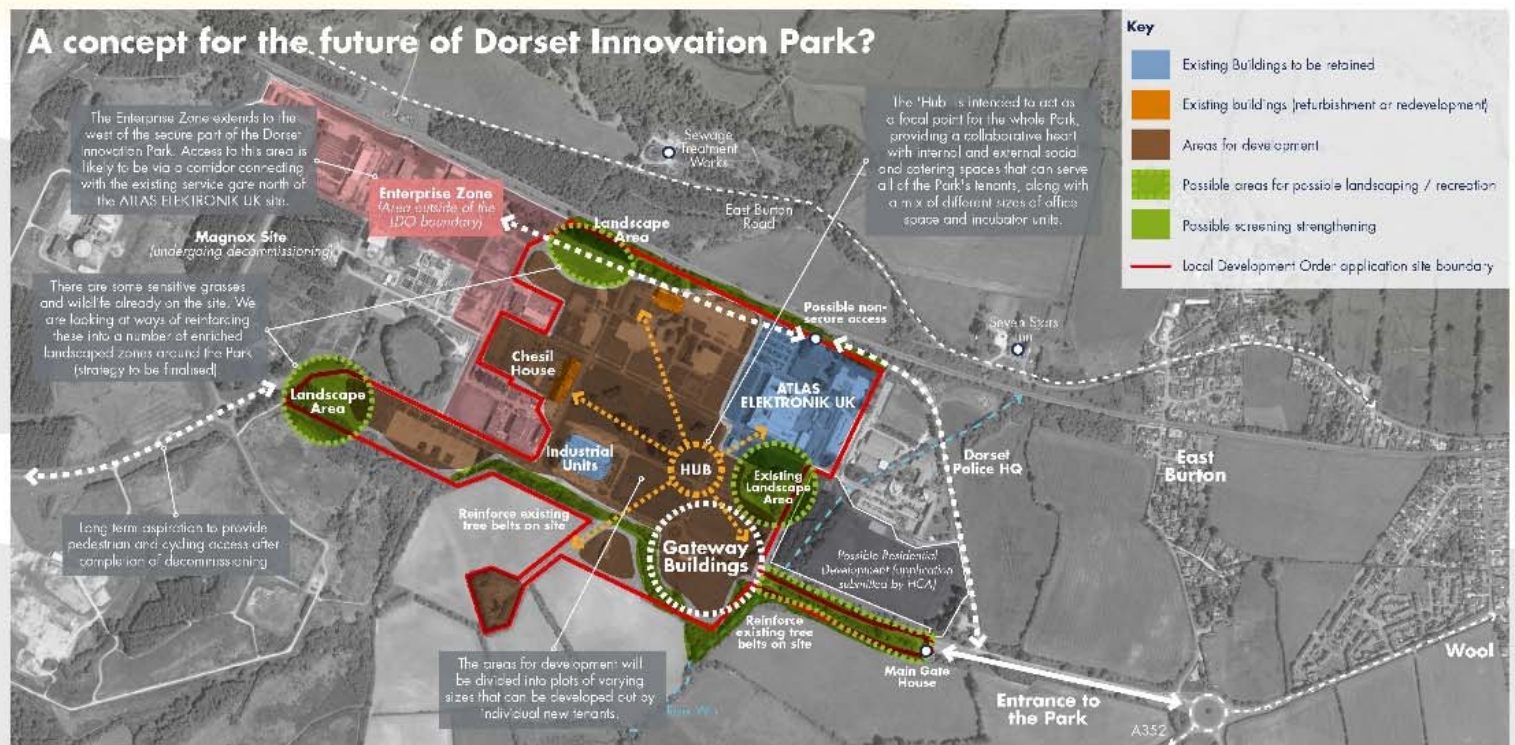 A concept for the future of Dorset Innovation Park?
The Enterprise Zone extends to the
west of the secure part of the Dorset
Innovation Park. Access to this area is
likely to be via a corridor connecting
with the existing service gate north of
the ATLAS ELEKTRONIK UK site.
Enterprise Zone
(Area outside of the
LDO boundary)
Magnox Site
(undergoing decommissioning)
There are some sensitive grasses
and wildlife already on the site. We
are looking at ways of reinforcing
these into a number of enriched
landscaped zones around the Park
(strategy to be finalised)
Landscape
Area
Landscape
Area
Sewage
Treatment
Works
East Burton
Road
The 'Hub' is intended to act as
a focal point for the whole Park,
providing a collaborative heart
with internal and external social
and catering spaces that can serve
all of the Park's tenants, along with
a mix of different sizes of office
space and incubator units.
Possible non-
secure access
Seven Stars
Inn
Chesil
House
ATLAS
ELEKTRONIK UK
Industrial
Units
HUB
Existing
Landscape
Area
Dorset
Police HQ
East
Burton
Reinforce existing
tree belts on site
Gateway
Buildings
Possible Residential
Development (application
submitted by HCA)
Long term aspiration to provide
pedestrian and cycling access after
completion of decommissioning
Reinforce
existing tree
belts on site
Main Gate
House
The areas for development will
be divided into plots of varying
sizes that can be developed out by
individual new tenants.
Entrance to
the Park
Wool
A352
Key
Existing Buildings to be retained
Existing buildings (refurbishment or redevelopment)
Areas for development
Possible areas for possible landscaping / recreation
Possible screening strengthening
Local Development Order application site boundary